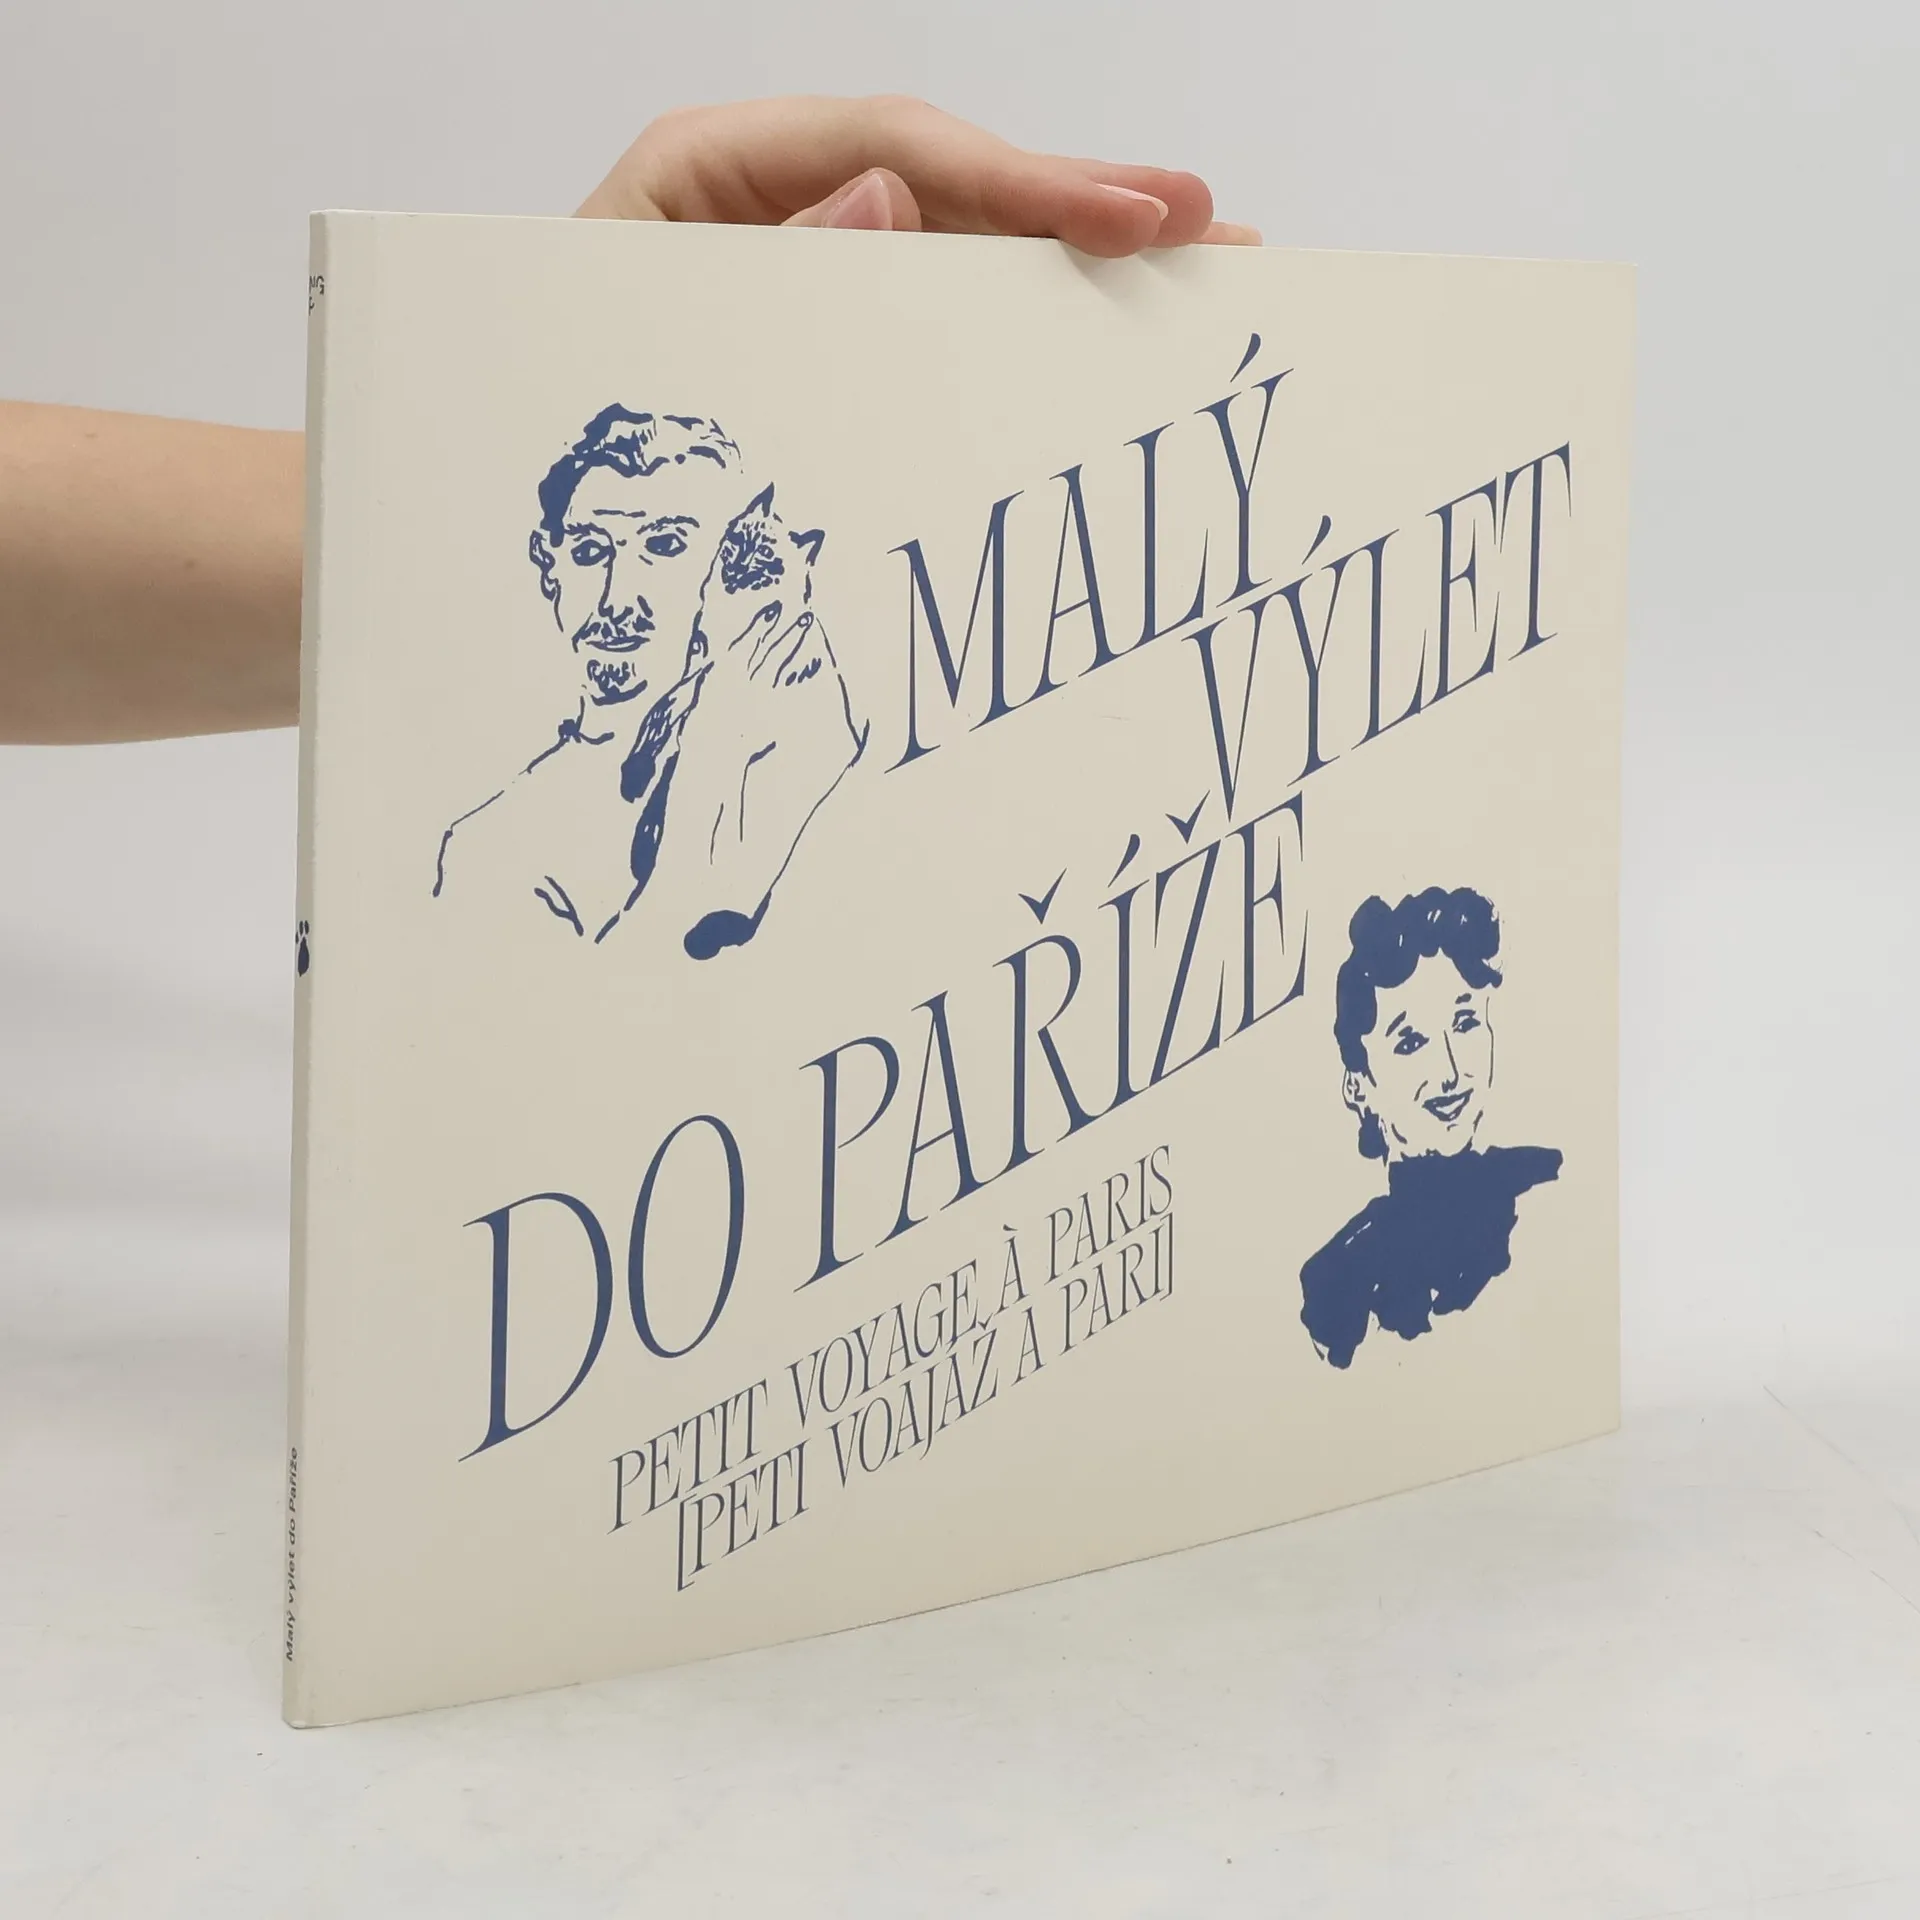 MALÝ
VÝLET
DO PAŘÍŽE
PETIT VOYAGE À PARIS
[PETI VOAJÁŽ A PARI]
Malý výlet do Paříže